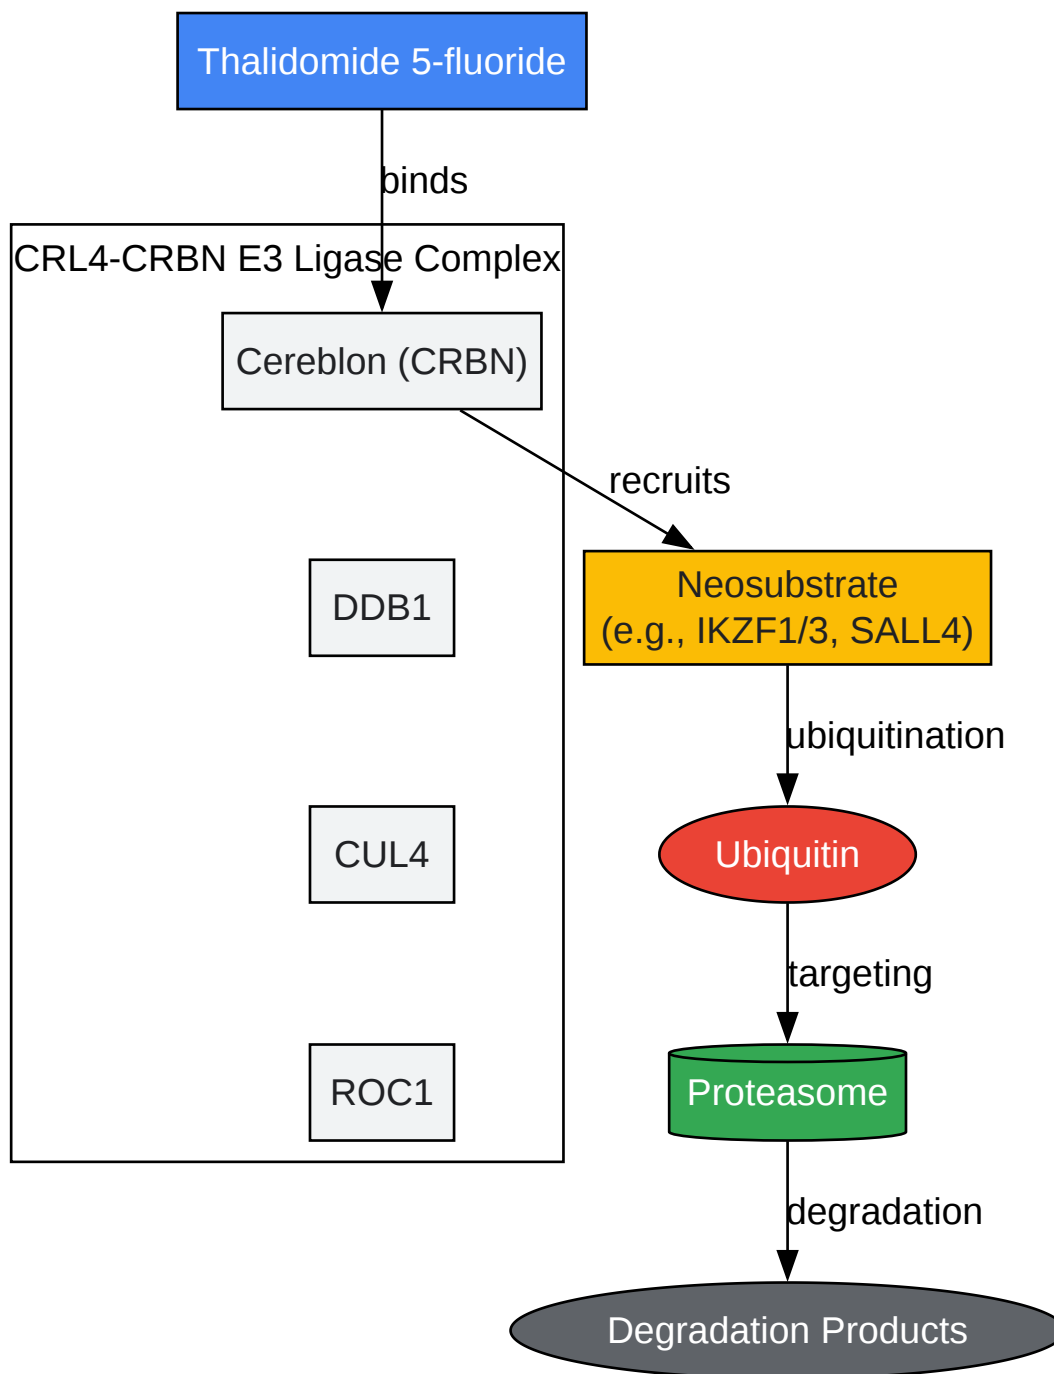 Thalidomide 5-fluoride
binds
CRL4-CRBN E3 Ligase Complex
Cereblon (CRBN)
recruits
DDB1
Neosubstrate
(e.g., IKZF1/3, SALL4)
ubiquitination
CUL4
Ubiquitin
targeting
ROC1
Proteasome
degradation
Degradation Products